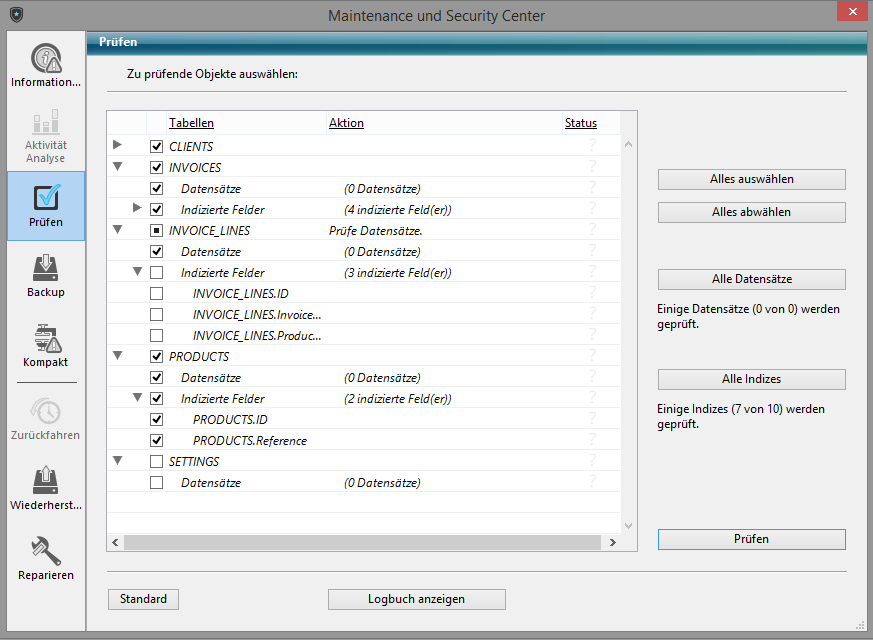 Maintenance und Security Center
Prüfen
Information...
Aktivität
Analyse
Prüfen
Backup
Kompakt
Zurückfahren
Wiederherst...
Reparieren
Zu prüfende Objekte auswählen:
Tabellen Aktion Status
CLIENTS ?
INVOICES ?
Datensätze (0 Datensätze) ?
Indizierte Felder (4 indizierte Feld(er)) ?
INVOICE_LINES Prüfe Datensätze. ?
Datensätze (0 Datensätze) ?
Indizierte Felder (3 indizierte Feld(er)) ?
INVOICE_LINES.ID ?
INVOICE_LINES.Invoice... ?
INVOICE_LINES.Produc... ?
PRODUCTS ?
Datensätze (0 Datensätze) ?
Indizierte Felder (2 indizierte Feld(er)) ?
PRODUCTS.ID ?
PRODUCTS.Reference ?
SETTINGS ?
Datensätze (0 Datensätze) ?
Alles auswählen
Alles abwählen
Alle Datensätze
Einige Datensätze (0 von 0) werden
geprüft.
Alle Indizes
Einige Indizes (7 von 10) werden
geprüft.
Prüfen
Standard
Logbuch anzeigen